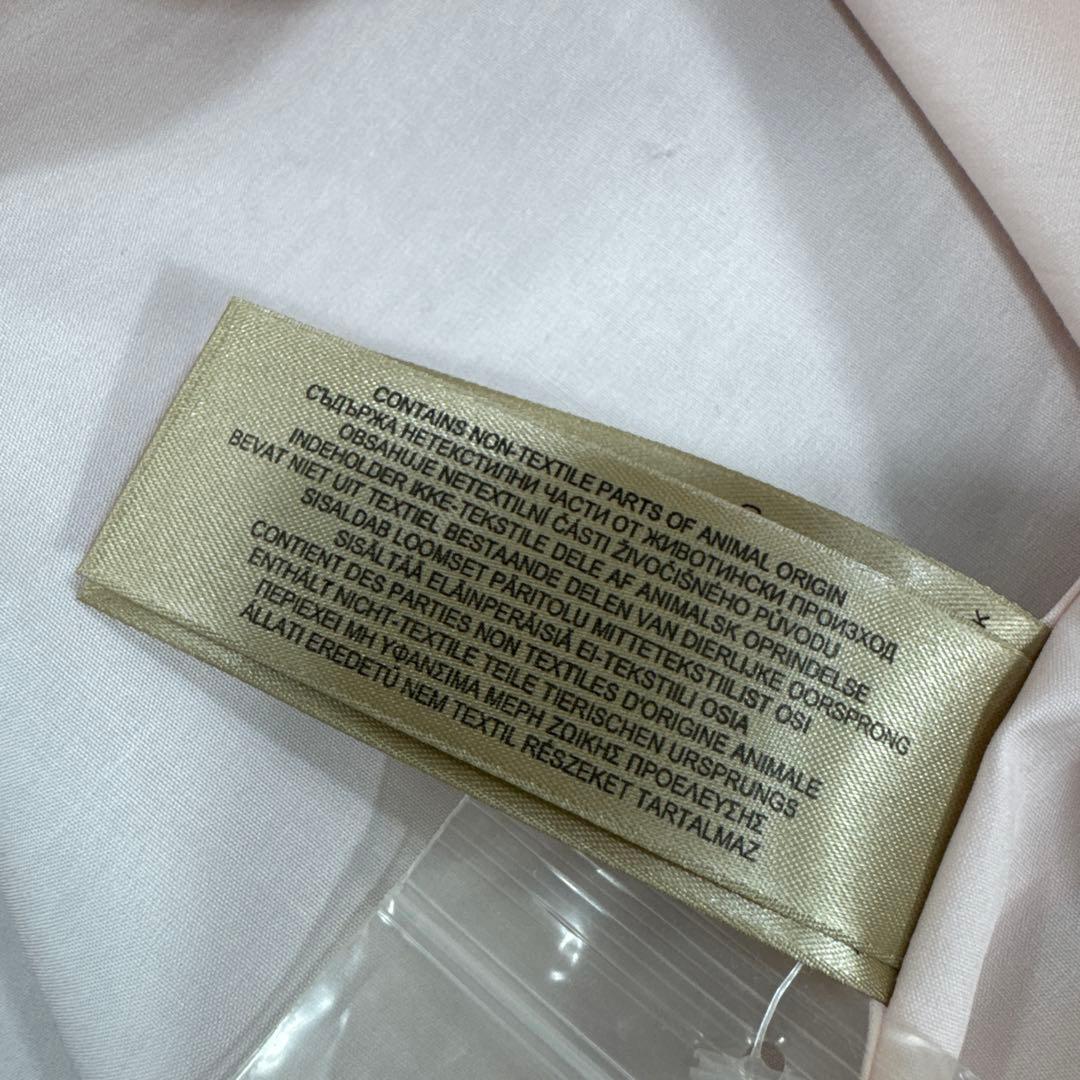 CONTAINS NON-TEXTILE PARTS OF ANIMAL ORIGIN
СЪДЪРЖА НЕТЕКСТИЛНИ ЧАСТИ ОТ ЖИВОТИНСКИ ПРОИЗХОД
OBSAHUJE NETEXTILNÍ ČÁSTI ŽIVOČIŠNÉHO PŮVODU
INDEHOLDER IKKE-TEKSTILE DELE AF ANIMALSK OPRINDELSE
BEVAT NIET UIT TEXTIEL BESTAANDE DELEN VAN DIERLIJKE OORSPRONG
SISALDAB LOOMSET PÄRITOLU MITTETEKSTIILIST OSI
SISÄLTÄÄ ELÄINPERÄISIÄ EI-TEKSTIILI OSIA
CONTIENT DES PARTIES NON TEXTILES D'ORIGINE ANIMALE
ENTHÄLT NICHT-TEXTILE TEILE TIERISCHEN URSPRUNGS
ΠΕΡΙΕΧΕΙ ΜΗ ΥΦΑΝΣΙΜΑ ΜΕΡΗ ΖΩΙΚΗΣ ΠΡΟΕΛΕΥΣΗΣ
ÁLLATI EREDETŰ NEM TEXTIL RÉSZEKET TARTALMAZ